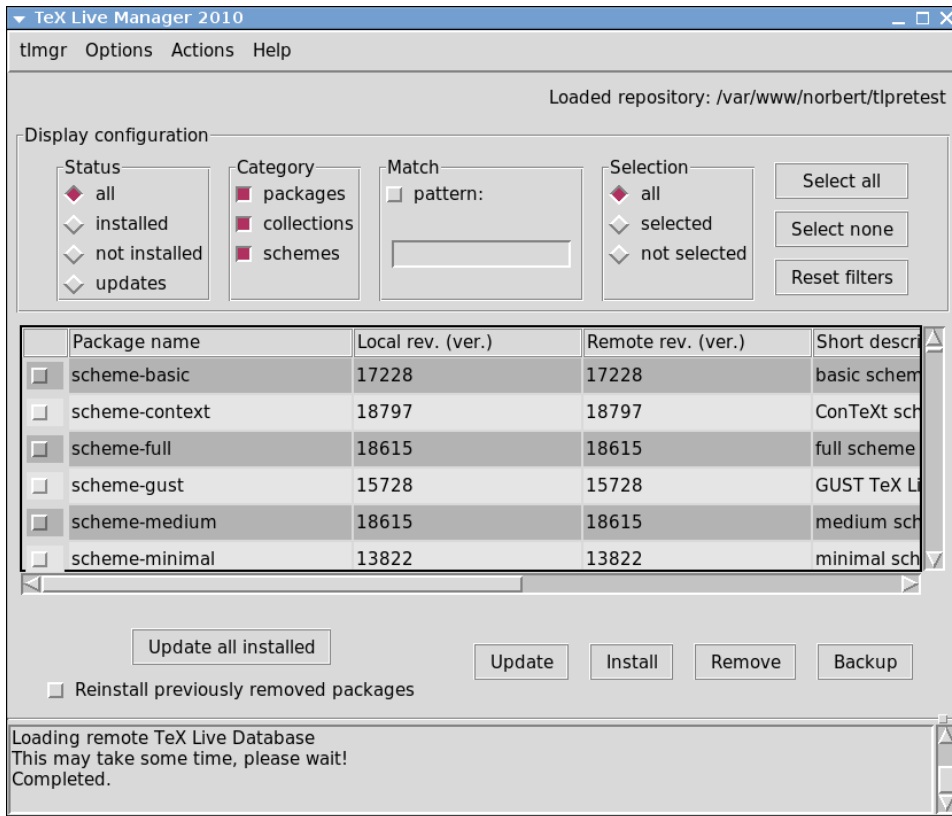 TeX Live Manager 2010
tlmgr Options Actions Help
Loaded repository: /var/www/norbert/tlpretest
Display configuration
Status
all
installed
not installed
updates
Category
packages
collections
schemes
Match
pattern:
Selection
all
selected
not selected
Select all
Select none
Reset filters
Package name Local rev. (ver.) Remote rev. (ver.) Short descri
scheme-basic 17228 17228 basic schem
scheme-context 18797 18797 ConTeXt sch
scheme-full 18615 18615 full scheme
scheme-gust 15728 15728 GUST TeX Li
scheme-medium 18615 18615 medium sch
scheme-minimal 13822 13822 minimal sch
Update all installed
Reinstall previously removed packages
Update Install Remove Backup
Loading remote TeX Live Database
This may take some time, please wait!
Completed.